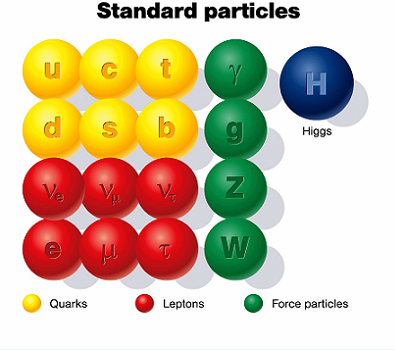 Standard particles
u c t γ H
Higgs
d s b g
νe νμ ντ Z
e μ τ W
Quarks Leptons Force particles